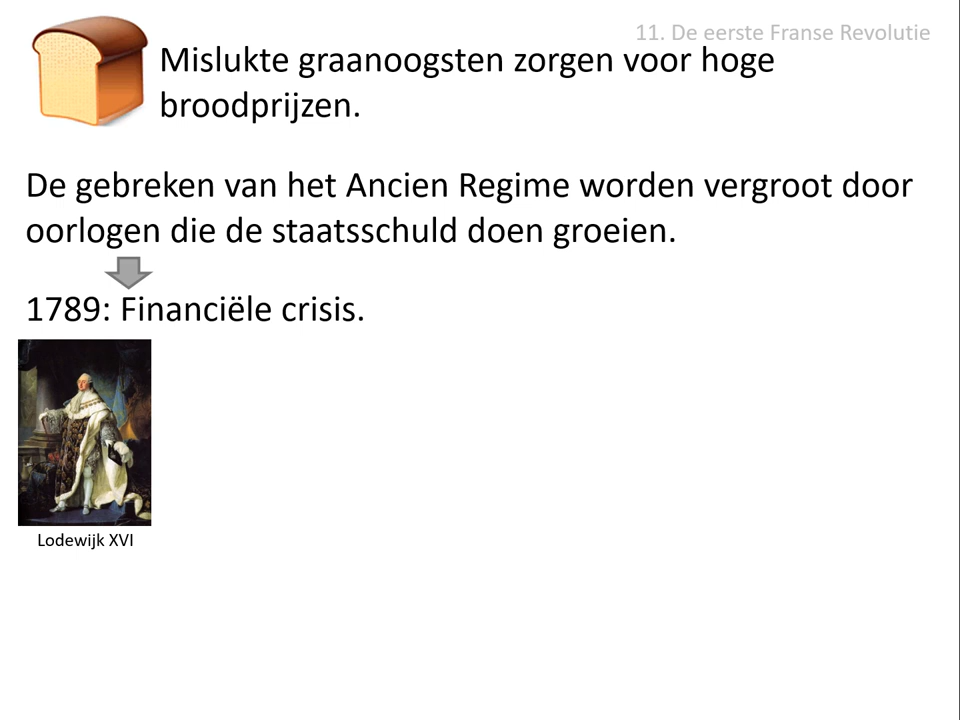 11. De eerste Franse Revolutie
Mislukte graanoogsten zorgen voor hoge
broodprijzen.
De gebreken van het Ancien Regime worden vergroot door
oorlogen die de staatsschuld doen groeien.
1789: Financiële crisis.
Lodewijk XVI